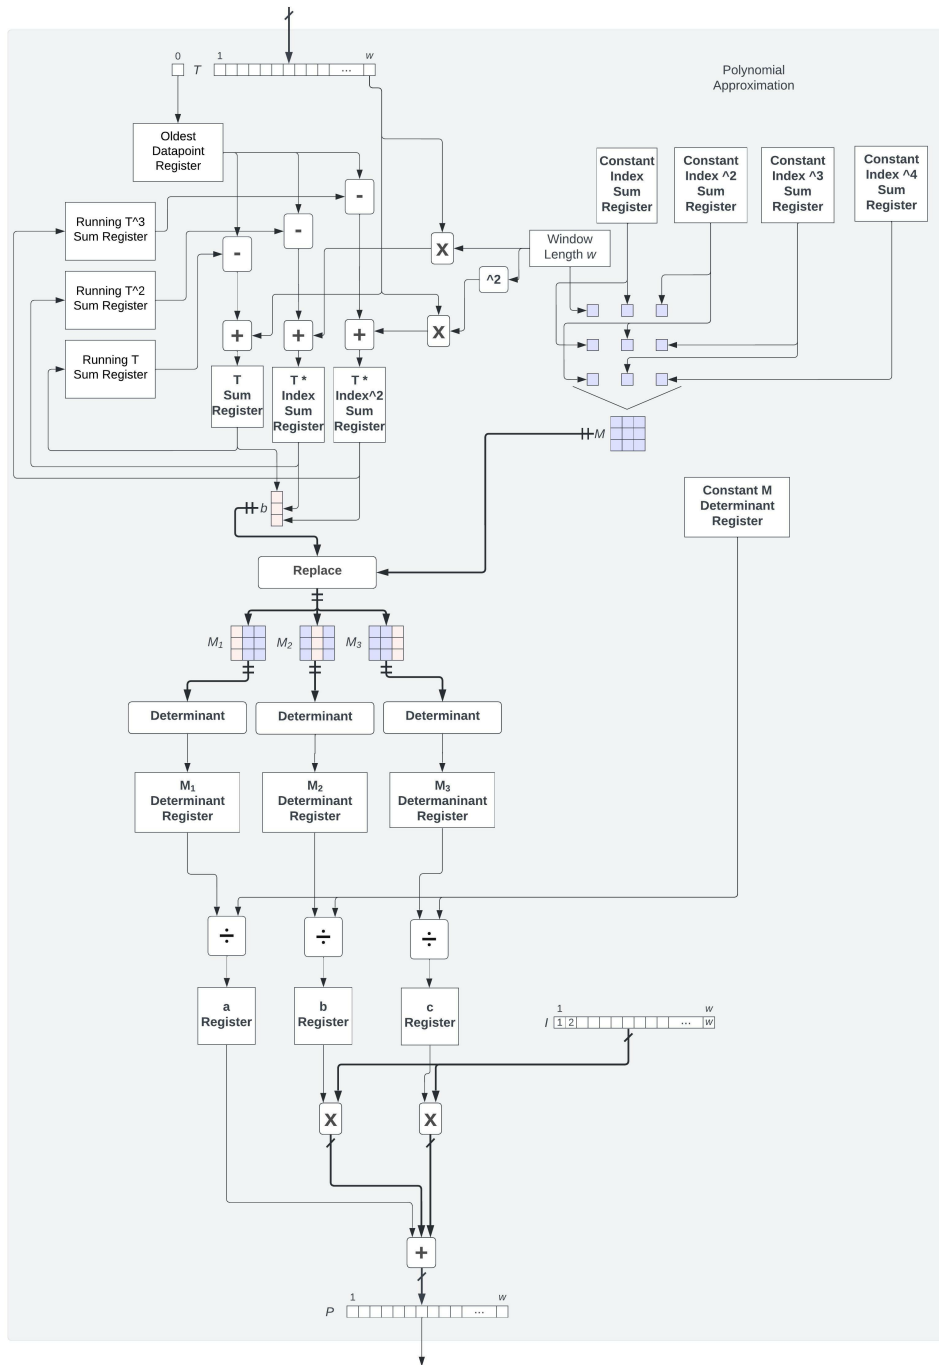 0
T
1
w
...
Polynomial
Approximation
Oldest
Datapoint
Register
Constant
Index
Sum
Register
Constant
Index ^2
Sum
Register
Constant
Index ^3
Sum
Register
Constant
Index ^4
Sum
Register
-
-
-
Running T^3
Sum Register
Running T^2
Sum Register
Running T
Sum Register
X
Window
Length w
^2
X
+
+
+
T
Sum
Register
T *
Index
Sum
Register
T *
Index^2
Sum
Register
M
b
Constant M
Determinant
Register
Replace
M1
M2
M3
Determinant
Determinant
Determinant
M1
Determinant
Register
M2
Determinant
Register
M3
Determaninant
Register
÷
÷
÷
a
Register
b
Register
c
Register
1
w
I
1 2 ... w
X
X
+
1
w
P
...